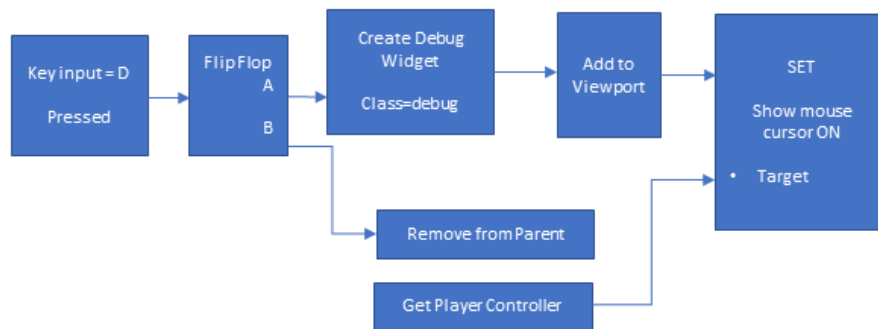 Key input = D
Pressed
Flip Flop
A
B
Create Debug
Widget
Class=debug
Add to
Viewport
SET
Show mouse
cursor ON
• Target
Remove from Parent
Get Player Controller